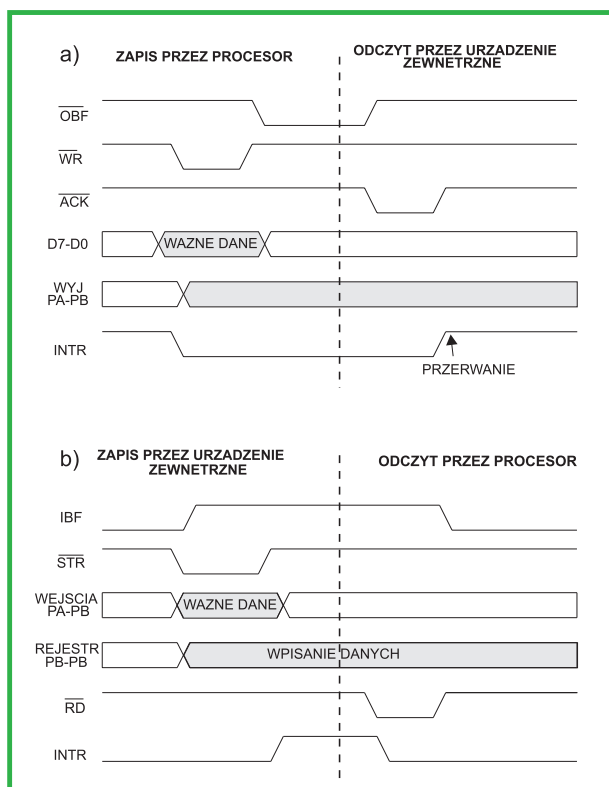 a)
ZAPIS PRZEZ PROCESOR
ODCZYT PRZEZ URZADZENIE
ZEWNETRZNE
OBF
WR
ACK
D7-D0
WAZNE DANE
WYJ
PA-PB
INTR
PRZERWANIE
b)
ZAPIS PRZEZ URZADZENIE
ZEWNETRZNE
ODCZYT PRZEZ PROCESOR
IBF
STR
WEJSCIA
PA-PB
WAZNE DANE
REJESTR
PB-PB
WPISANIE DANYCH
RD
INTR